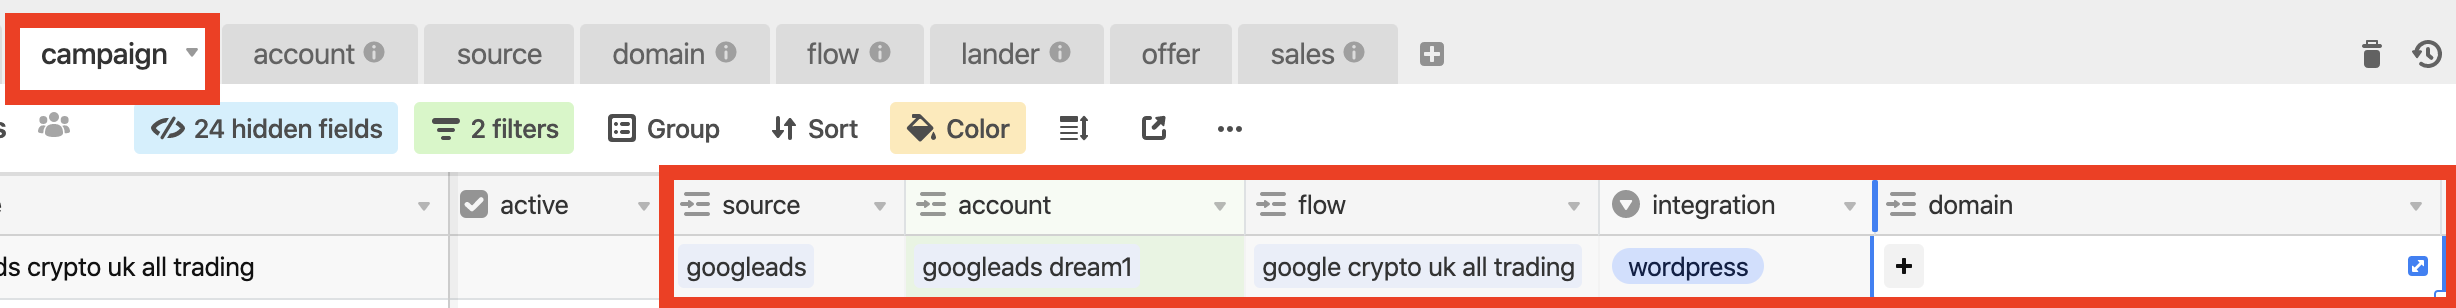 campaign account source domain flow lander offer sales
24 hidden fields 2 filters Group Sort Color
active source account flow integration domain
ds crypto uk all trading googleads googleads dream1 google crypto uk all trading wordpress